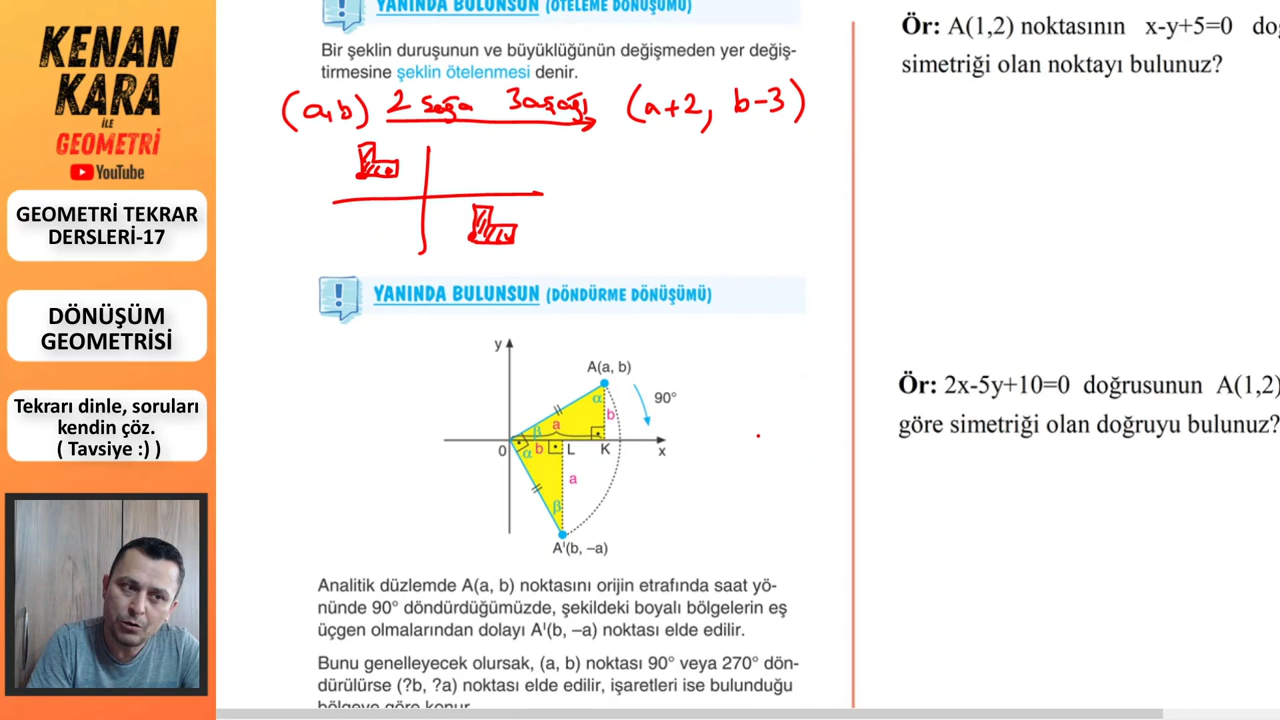 KENAN
KARA
İLE
GEOMETRİ
YouTube
GEOMETRİ TEKRAR
DERSLERİ-17
DÖNÜŞÜM
GEOMETRİSİ
Tekrarı dinle, soruları
kendin çöz.
( Tavsiye :) )
YANINDA BULUNSUN (ÖTELEME DÖNÜŞÜMÜ)
Bir şeklin duruşunun ve büyüklüğünün değişmeden yer değiş-
tirmesine şeklin ötelenmesi denir.
(a,b) 2 sağa 3 aşağı (a+2, b-3)
YANINDA BULUNSUN (DÖNDÜRME DÖNÜŞÜMÜ)
y
A(a, b)
α
90°
b
a
β
0
α b L K x
a
β
A'(b, –a)
Analitik düzlemde A(a, b) noktasını orijin etrafında saat yö-
nünde 90° döndürdüğümüzde, şekildeki boyalı bölgelerin eş
üçgen olmalarından dolayı A'(b, –a) noktası elde edilir.
Bunu genelleyecek olursak, (a, b) noktası 90° veya 270° dön-
dürülürse (?b, ?a) noktası elde edilir, işaretleri ise bulunduğu
bölgeye göre konur.
Ör: A(1,2) noktasının x-y+5=0
simetriği olan noktayı bulunuz?
Ör: 2x-5y+10=0 doğrusunun A(1,2)
göre simetriği olan doğruyu bulunuz?